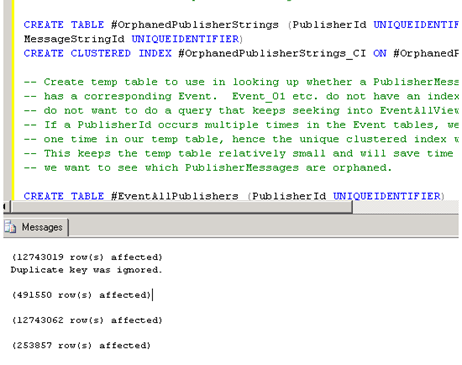 CREATE TABLE #OrphanedPublisherStrings (PublisherId UNIQUEIDENTIF
MessageStringId UNIQUEIDENTIFIER)
CREATE CLUSTERED INDEX #OrphanedPublisherStrings_CI ON #OrphanedP
-- Create temp table to use in looking up whether a PublisherMess
-- has a corresponding Event.  Event_01 etc. do not have an index
-- do not want to do a query that keeps seeking into EventAllView
-- If a PublisherId occurs multiple times in the Event tables, we
-- one time in our temp table, hence the unique clustered index w
-- This keeps the temp table relatively small and will save time
-- we want to see which PublisherMessages are orphaned.
CREATE TABLE #EventAllPublishers (PublisherId UNIQUEIDENTIFIER)
Messages
(12743019 row(s) affected)
Duplicate key was ignored.
(491550 row(s) affected)
(12743062 row(s) affected)
(253857 row(s) affected)